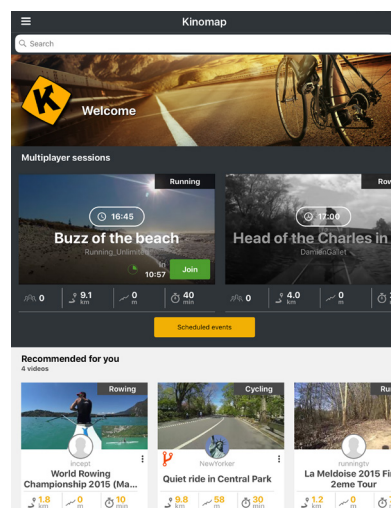 Kinomap
Search
Welcome
Multiplayer sessions
Running
16:45
Buzz of the beach
Running_Unlimited
in
10:57
Join
0
9.1
km
0
m
40
min
17:00
Head of the Charles in
DamienGallet
0
4.0
km
0
m
Scheduled events
Recommended for you
4 videos
Rowing
incept
World Rowing
Championship 2015 (Ma...
1.8
km
0
m
10
min
Cycling
NewYorker
Quiet ride in Central Park
9.8
km
58
m
30
min
runningtv
La Meldoise 2015 Fi
2eme Tour
1.2
km
0
m